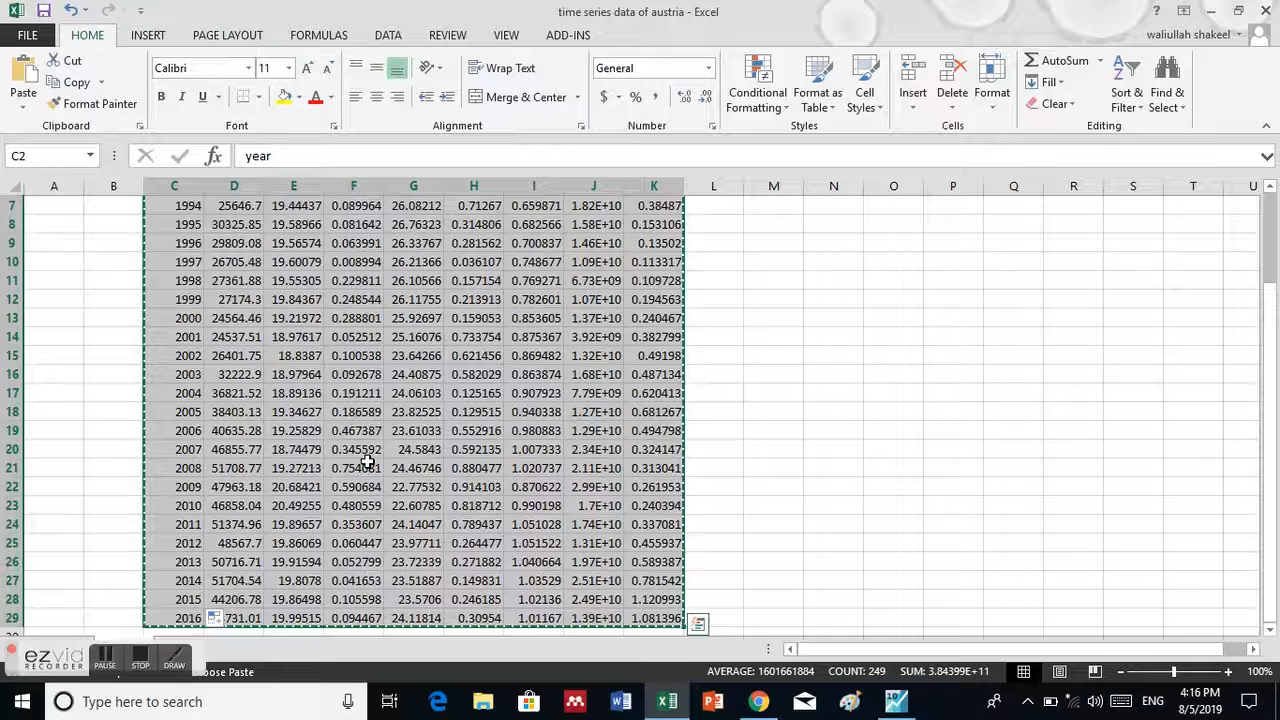 time series data of austria - Excel
FILE HOME INSERT PAGE LAYOUT FORMULAS DATA REVIEW VIEW ADD-INS waliullah shakeel
Paste Cut Copy Format Painter Clipboard
Calibri 11 B I U A Font
Wrap Text Merge & Center Alignment
General $ % , Number
Conditional Formatting Format as Table Cell Styles Styles
Insert Delete Format Cells
AutoSum Fill Clear Sort & Filter Find & Select Editing
C2 fx year
A B C D E F G H I J K L M N O P Q R S T U
7 1994 25646.7 19.44437 0.089964 26.08212 0.71267 0.659871 1.82E+10 0.38487
8 1995 30325.85 19.58966 0.081642 26.76323 0.314806 0.682566 1.58E+10 0.153106
9 1996 29809.08 19.56574 0.063991 26.33767 0.281562 0.700837 1.46E+10 0.13502
10 1997 26705.48 19.60079 0.008994 26.21366 0.036107 0.748677 1.09E+10 0.113317
11 1998 27361.88 19.55305 0.229811 26.10566 0.157154 0.769271 6.73E+09 0.109728
12 1999 27174.3 19.84367 0.248544 26.11755 0.213913 0.782601 1.07E+10 0.194563
13 2000 24564.46 19.21972 0.288801 25.92697 0.159053 0.853605 1.37E+10 0.240467
14 2001 24537.51 18.97617 0.052512 25.16076 0.733754 0.875367 3.92E+09 0.382799
15 2002 26401.75 18.8387 0.100538 23.64266 0.621456 0.869482 1.32E+10 0.49198
16 2003 32222.9 18.97964 0.092678 24.40875 0.582029 0.863874 1.68E+10 0.487134
17 2004 36821.52 18.89136 0.191211 24.06103 0.125165 0.907923 7.79E+09 0.620413
18 2005 38403.13 19.34627 0.186589 23.82525 0.129515 0.940338 1.27E+10 0.681267
19 2006 40635.28 19.25829 0.467387 23.61033 0.552916 0.980883 1.29E+10 0.494798
20 2007 46855.77 18.74479 0.345592 24.5843 0.592135 1.007333 2.34E+10 0.324147
21 2008 51708.77 19.27213 24.46746 0.880477 1.020737 2.11E+10 0.313041
22 2009 47963.18 20.68421 0.590684 22.77532 0.914103 0.870622 2.99E+10 0.261953
23 2010 46858.04 20.49255 0.480559 22.60785 0.818712 0.990198 1.7E+10 0.240394
24 2011 51374.96 19.89657 0.353607 24.14047 0.789437 1.051028 1.74E+10 0.337081
25 2012 48567.7 19.86069 0.060447 23.97711 0.264477 1.051522 1.31E+10 0.455937
26 2013 50716.71 19.91594 0.052799 23.72339 0.271882 1.040664 1.97E+10 0.589387
27 2014 51704.54 19.8078 0.041653 23.51887 0.149831 1.03529 2.51E+10 0.781542
28 2015 44206.78 19.86498 0.105598 23.5706 0.246185 1.02136 2.49E+10 1.120993
29 2016 .731.01 19.99515 0.094467 24.11814 0.30954 1.01167 1.39E+10 1.081396
ezvid RECORDER PAUSE STOP DRAW
oose Paste AVERAGE: 1601661884 COUNT: 249 SUM: 3.84399E+11 100%
Type here to search ENG 4:16 PM
8/5/2019